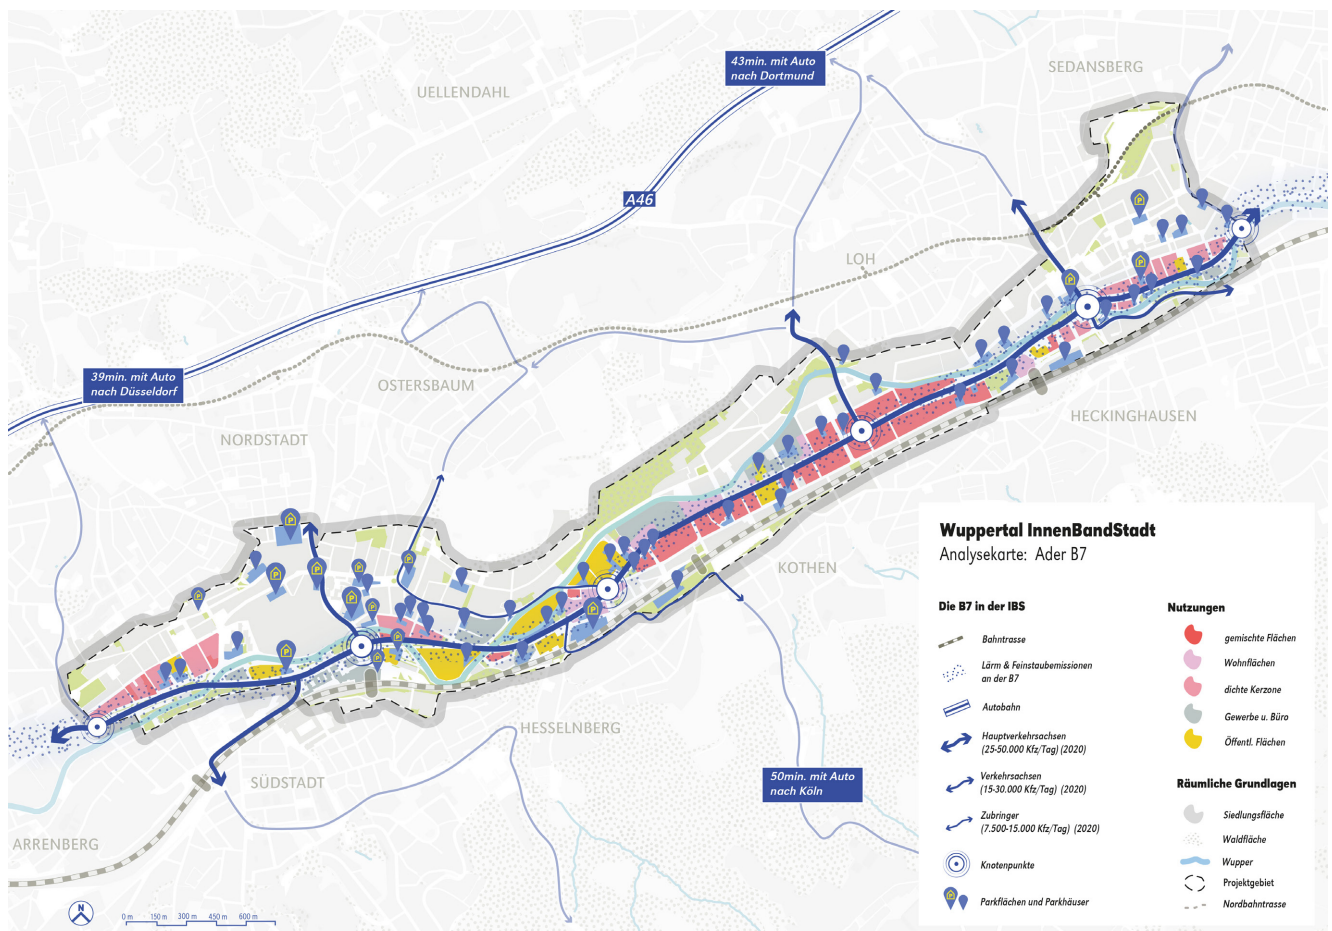 43min. mit Auto
nach Dortmund
SEDANSBERG
UELLENDAHL
A46
LOH
39min. mit Auto
nach Düsseldorf
OSTERSBAUM
NORDSTADT
HECKINGHAUSEN
KOTHEN
HESSELNBERG
SÜDSTADT
50min. mit Auto
nach Köln
ARRENBERG
N
0 m 150 m 300 m 450 m 600 m
Wuppertal InnenBandStadt
Analysekarte: Ader B7
Die B7 in der IBS
Bahntrasse
Lärm & Feinstaubemissionen
an der B7
Autobahn
Hauptverkehrsachsen
(25-50.000 Kfz/Tag) (2020)
Verkehrsachsen
(15-30.000 Kfz/Tag) (2020)
Zubringer
(7.500-15.000 Kfz/Tag) (2020)
Knotenpunkte
Parkflächen und Parkhäuser
Nutzungen
gemischte Flächen
Wohnflächen
dichte Kerzone
Gewerbe u. Büro
Öffentl. Flächen
Räumliche Grundlagen
Siedlungsfläche
Waldfläche
Wupper
Projektgebiet
Nordbahntrasse